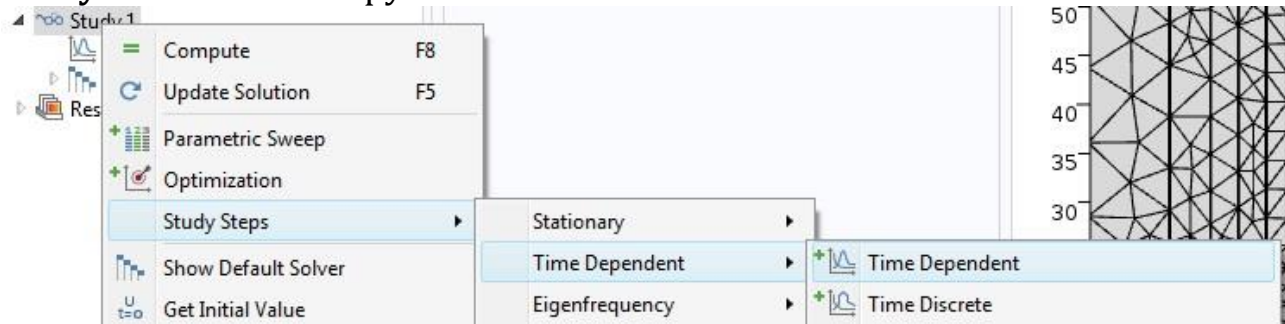 Study 1
Compute F8
Update Solution F5
Res
Parametric Sweep
Optimization
Study Steps
Stationary
Show Default Solver
Time Dependent
Time Dependent
Get Initial Value
t=0
Eigenfrequency
Time Discrete
50
45
40
35
30